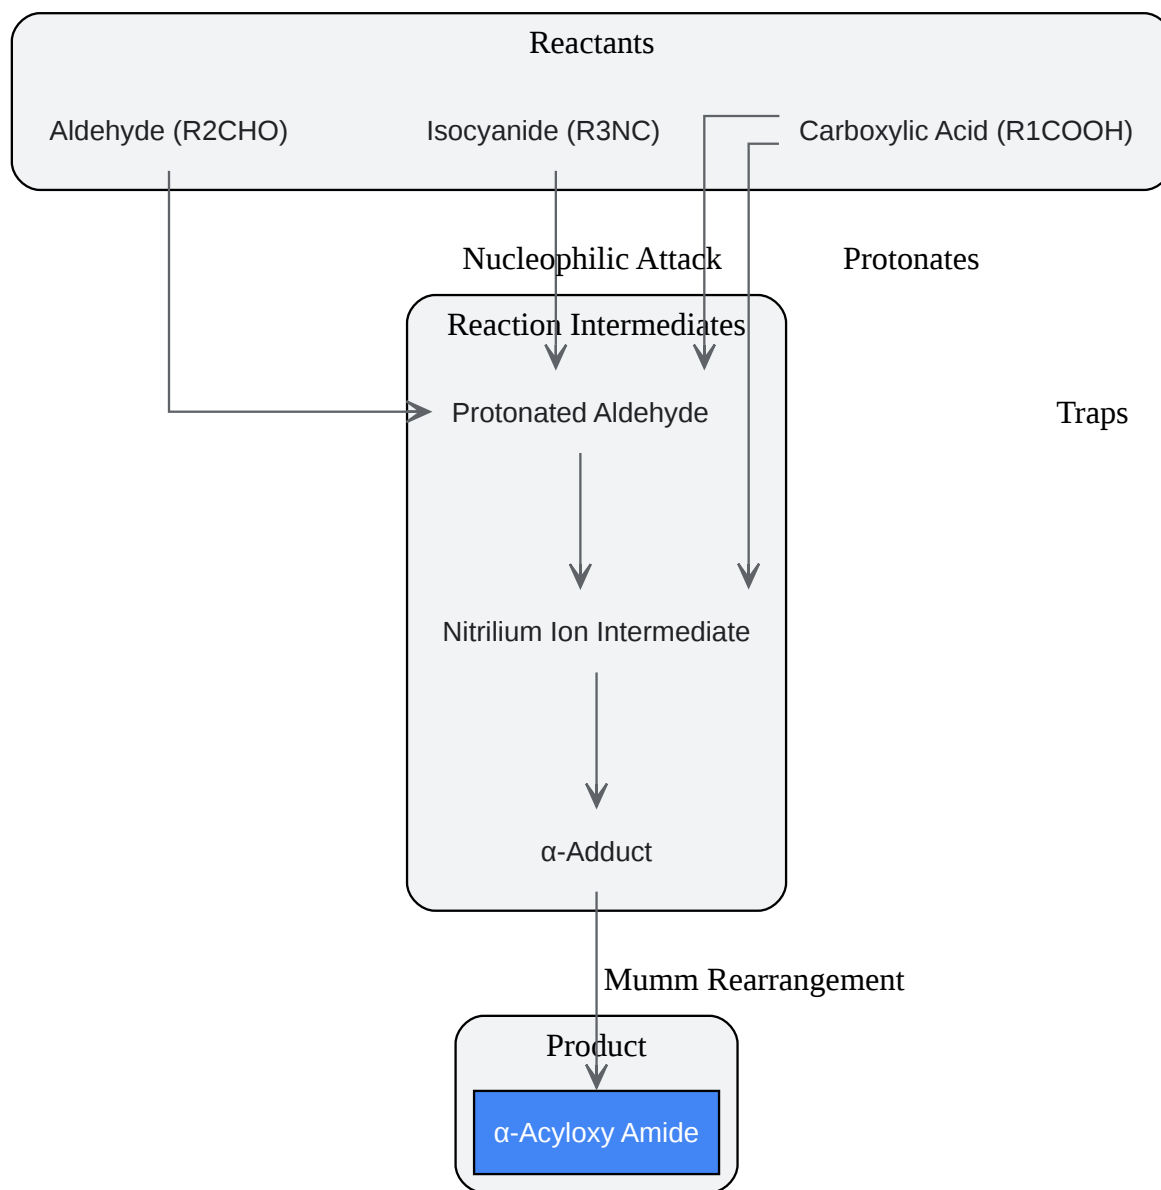 Reactants
Aldehyde (R2CHO)
Isocyanide (R3NC)
Carboxylic Acid (R1COOH)
Nucleophilic Attack
Protonates
Reaction Intermediates
Protonated Aldehyde
Traps
Nitrilium Ion Intermediate
α-Adduct
Mumm Rearrangement
Product
α-Acyloxy Amide